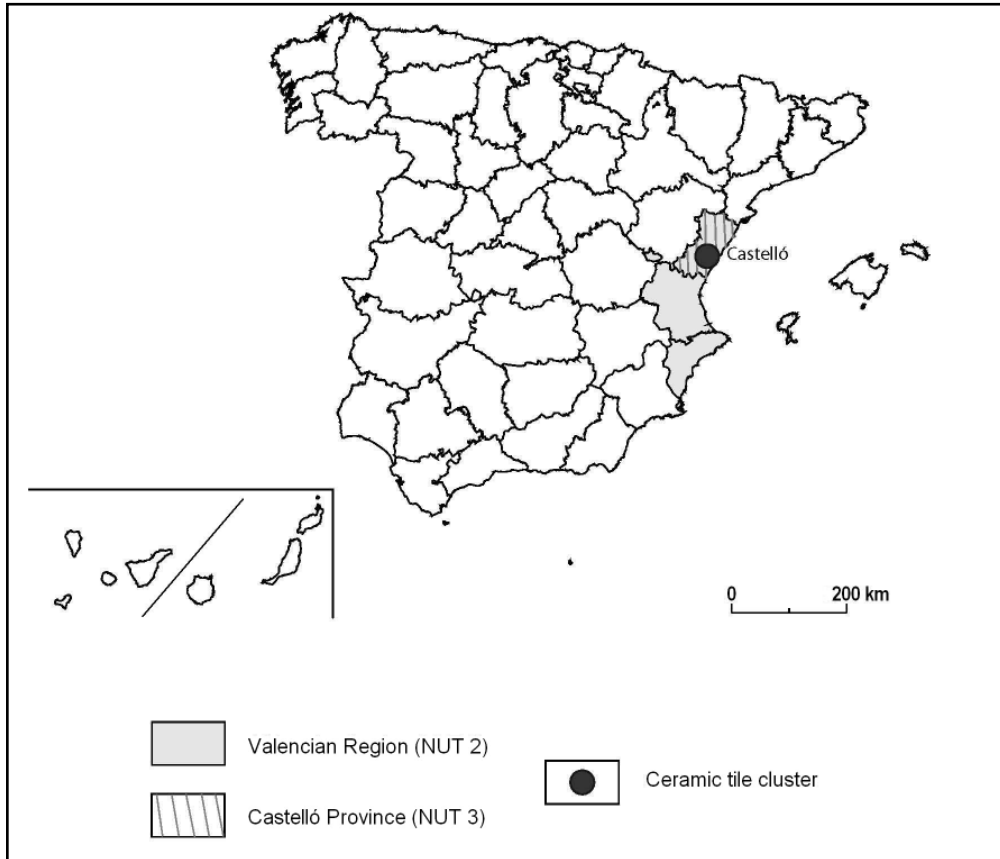 Castelló
0 200 km
Valencian Region (NUT 2)
Ceramic tile cluster
Castelló Province (NUT 3)